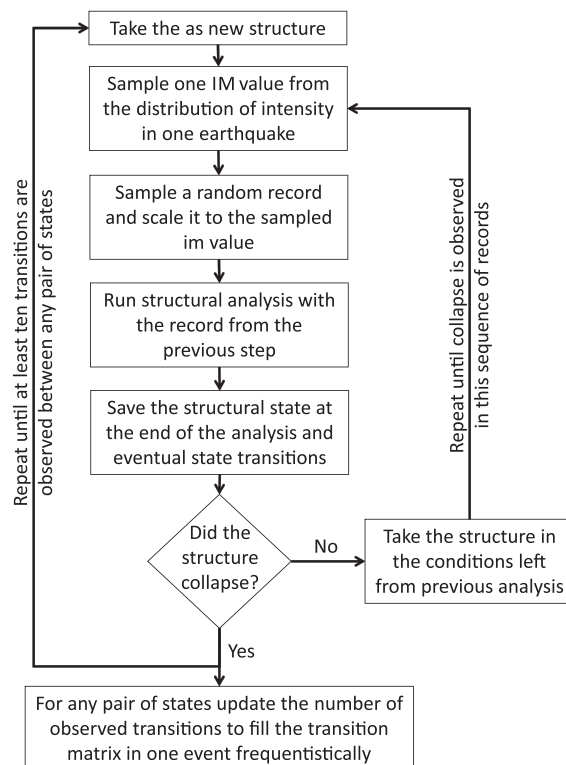 Take the as new structure
Sample one IM value from
the distribution of intensity
in one earthquake
Sample a random record
and scale it to the sampled
im value
Run structural analysis with
the record from the
previous step
Save the structural state at
the end of the analysis and
eventual state transitions
Did the
structure
collapse?
No
Take the structure in
the conditions left
from previous analysis
Yes
For any pair of states update the number of
observed transitions to fill the transition
matrix in one event frequentistically
Repeat until at least ten transitions are
observed between any pair of states
Repeat until collapse is observed
in this sequence of records